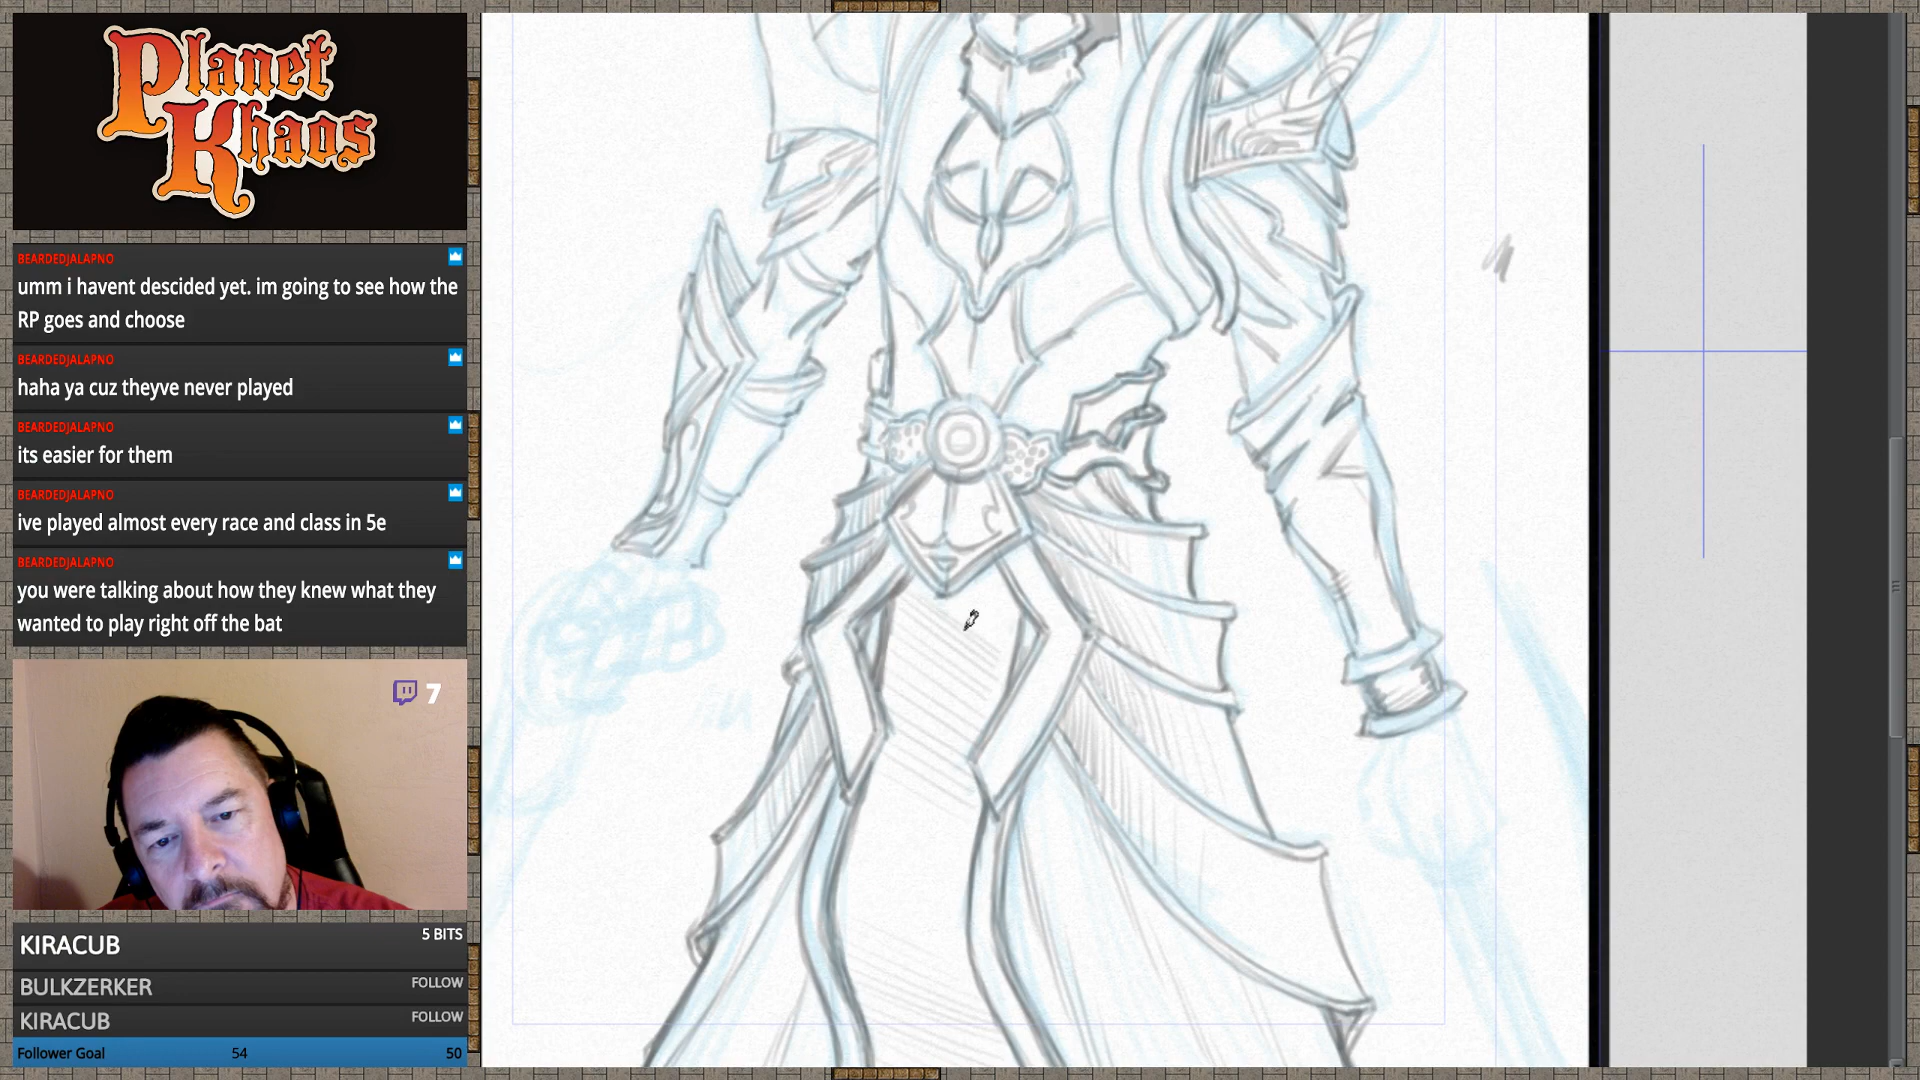 Planet
Khaos
BEARDEDJALAPNO
umm i havent descided yet. im going to see how the
RP goes and choose
BEARDEDJALAPNO
haha ya cuz theyve never played
BEARDEDJALAPNO
its easier for them
BEARDEDJALAPNO
ive played almost every race and class in 5e
BEARDEDJALAPNO
you were talking about how they knew what they
wanted to play right off the bat
7
KIRACUB 5 BITS
BULKZERKER FOLLOW
KIRACUB FOLLOW
Follower Goal 54 50